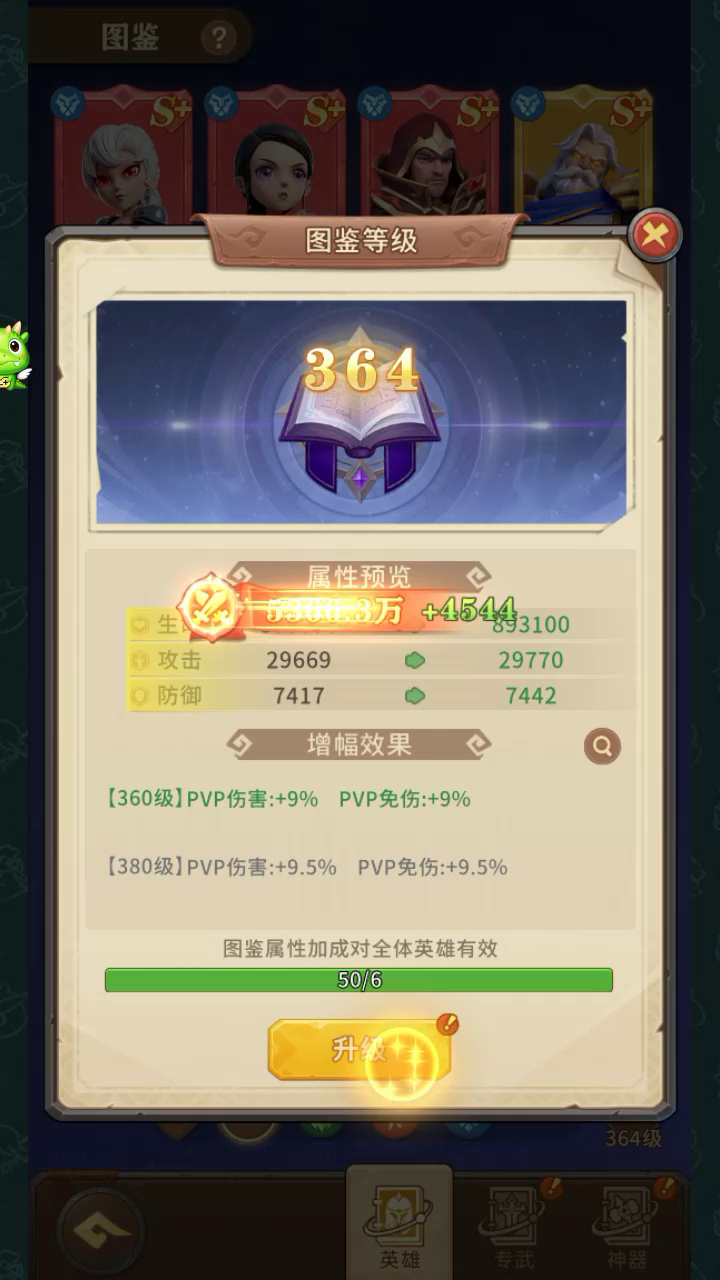 图鉴 ?
S+ S+ S+ S+
图鉴等级
364
属性预览
+4544
893100
攻击 29669 29770
防御 7417 7442
增幅效果
【360级】PVP伤害:+9% PVP免伤:+9%
【380级】PVP伤害:+9.5% PVP免伤:+9.5%
图鉴属性加成对全体英雄有效
50/6
升级
364级
英雄 专武 神器